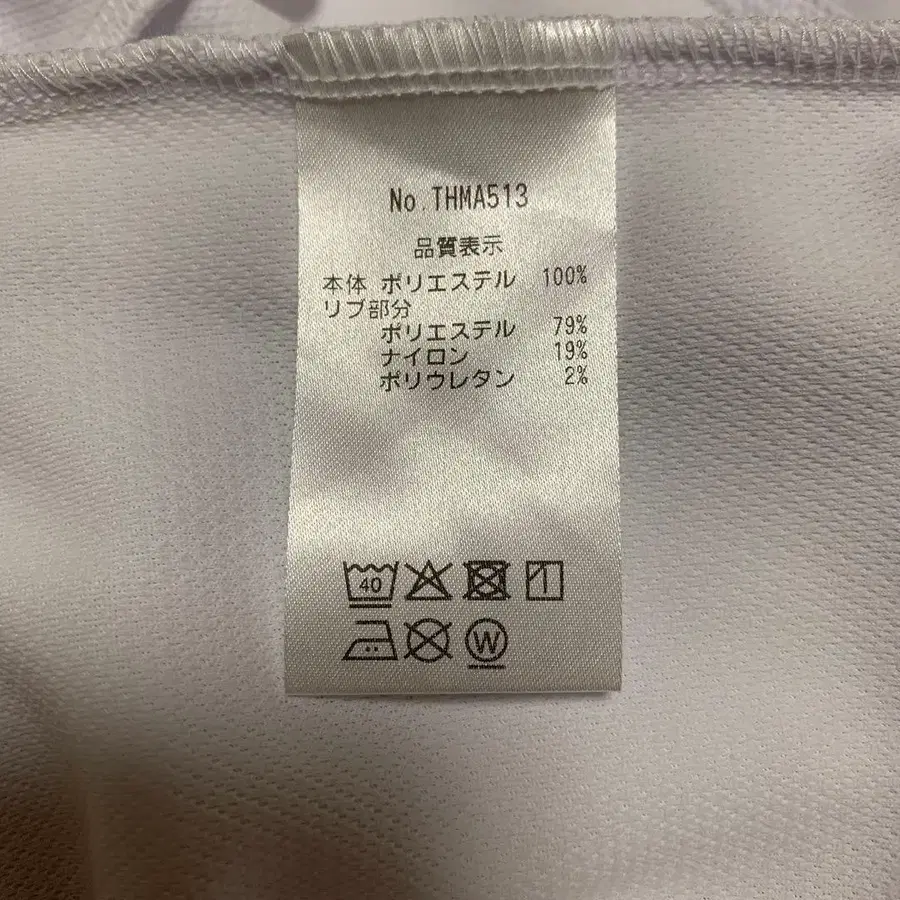 No.THMA513
品質表示
本体 ポリエステル 100%
リブ部分
ポリエステル 79%
ナイロン 19%
ポリウレタン 2%
40
W